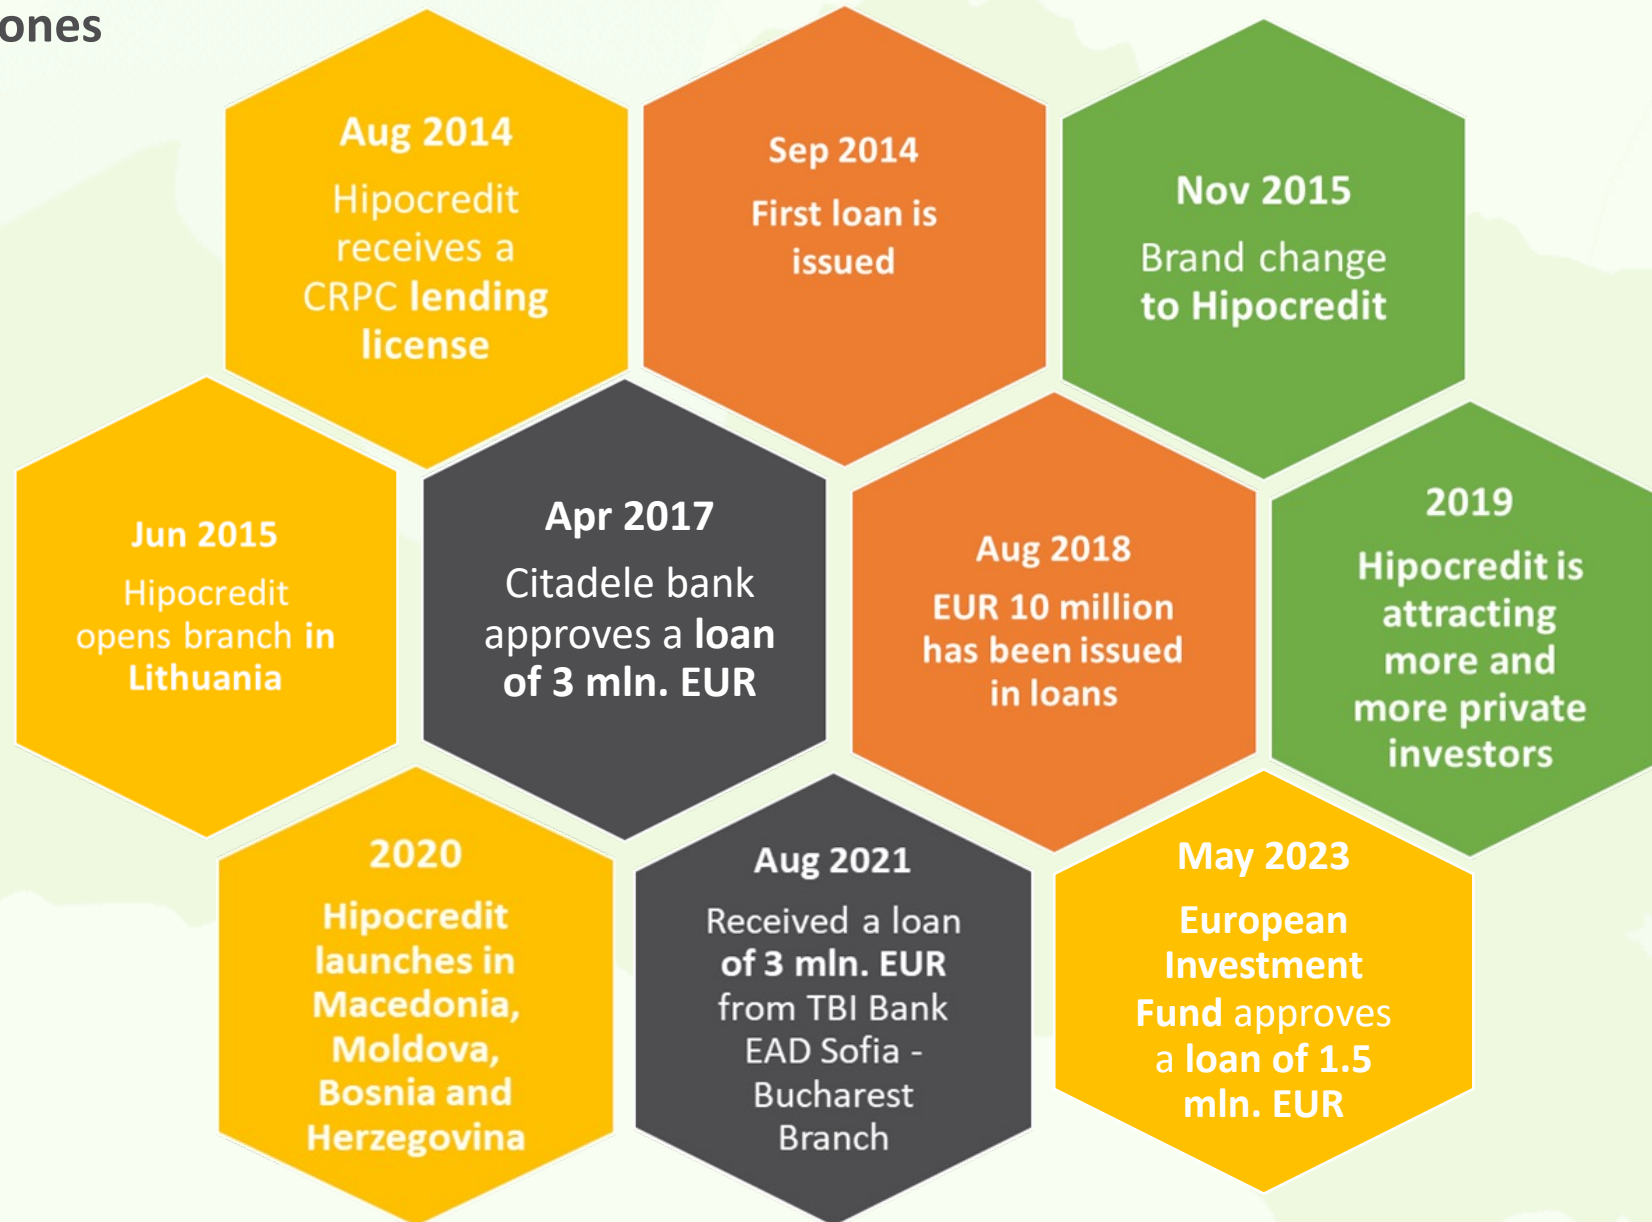 ones
Aug 2014
Hipocredit
receives a
CRPC lending
license
Sep 2014
First loan is
issued
Nov 2015
Brand change
to Hipocredit
Jun 2015
Hipocredit
opens branch in
Lithuania
Apr 2017
Citadele bank
approves a loan
of 3 mln. EUR
Aug 2018
EUR 10 million
has been issued
in loans
2019
Hipocredit is
attracting
more and
more private
investors
2020
Hipocredit
launches in
Macedonia,
Moldova,
Bosnia and
Herzegovina
Aug 2021
Received a loan
of 3 mln. EUR
from TBI Bank
EAD Sofia -
Bucharest
Branch
May 2023
European
Investment
Fund approves
a loan of 1.5
mln. EUR